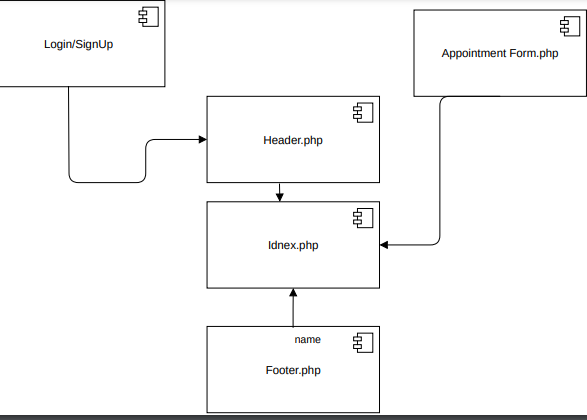 Login/SignUp
Appointment Form.php
Header.php
Idnex.php
name
Footer.php